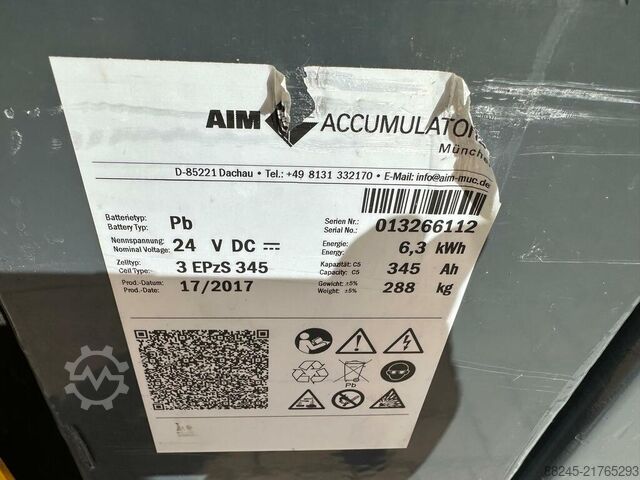 AIM ACCUMULATOR
Münche
D-85221 Dachau • Tel.: +49 8131 332170 • E-Mail: info@aim-muc.de
Batterietyp: Pb Serien Nr.: 013266112
Battery Typ: Serial No.:
Nennspannung: 24 V DC Energie: 6,3 kWh
Nominal Voltage: Energy:
Zelltyp: 3 EPzS 345 Kapazität: C5 345 Ah
Cell Type: Capacity: C5
Prod.-Datum: 17/2017 Gewicht: ±5% 288 kg
Prod.-Date: Weight: ±5%
Pb
88245-21765293